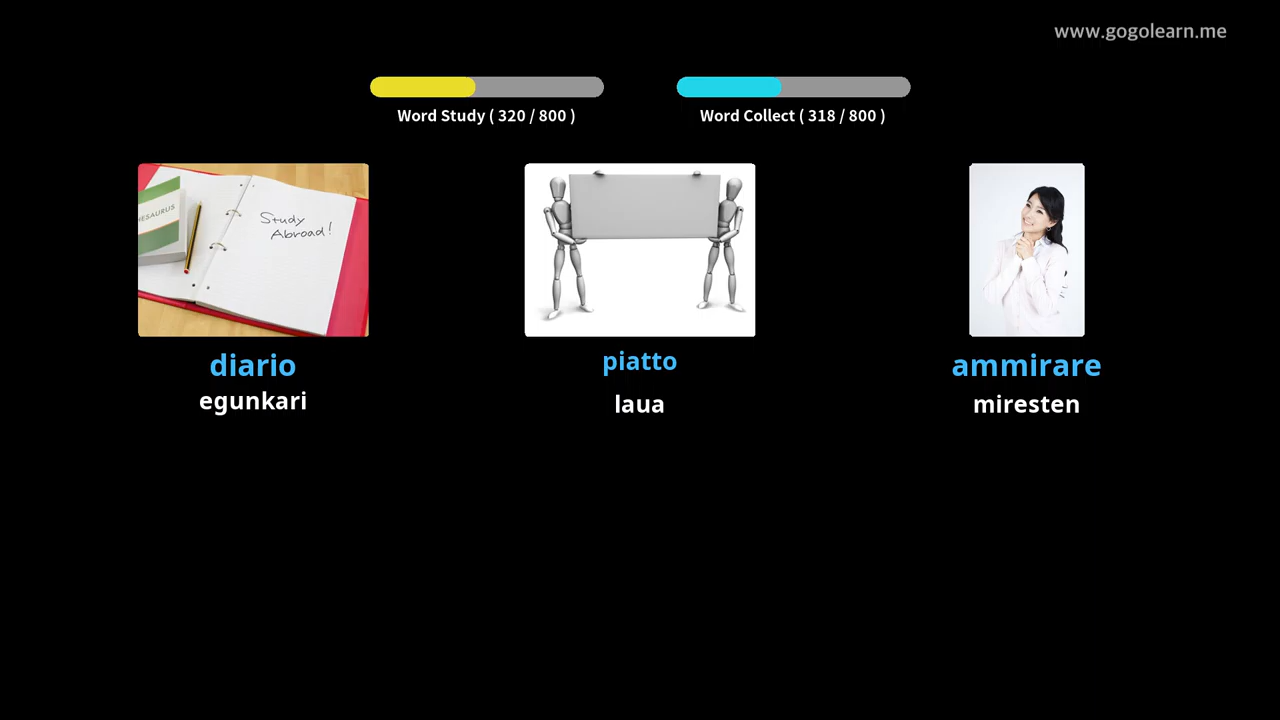 www.gogolearn.me
Word Study ( 320 / 800 )
Word Collect ( 318 / 800 )
THESAURUS
Study
Abroad!
diario
egunkari
piatto
laua
ammirare
miresten